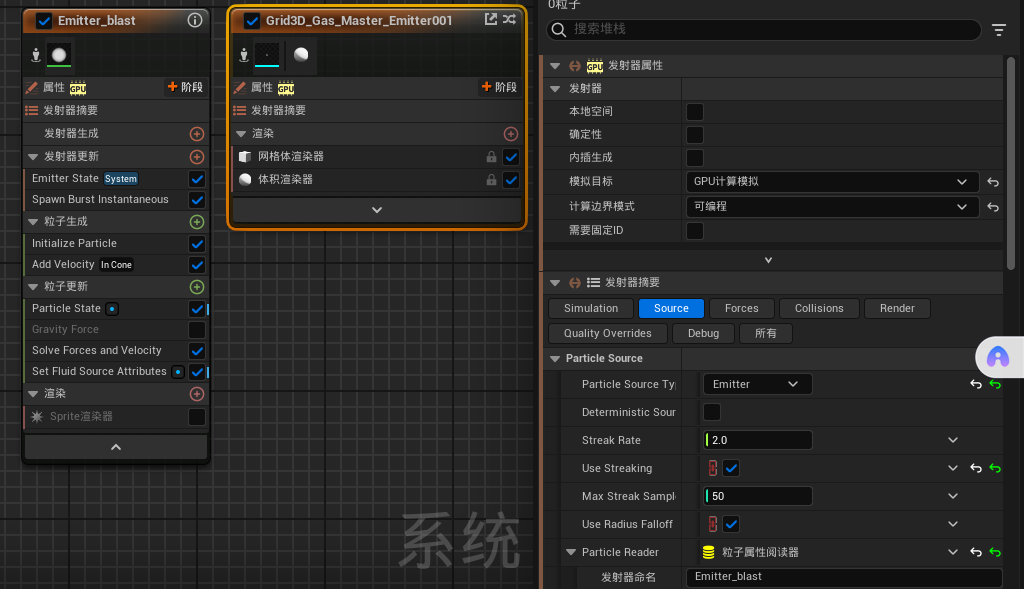 Emitter_blast
属性 GPU
阶段
发射器摘要
发射器生成
发射器更新
Emitter State System
Spawn Burst Instantaneous
粒子生成
Initialize Particle
Add Velocity In Cone
粒子更新
Particle State
Gravity Force
Solve Forces and Velocity
Set Fluid Source Attributes
渲染
Sprite渲染器
Grid3D_Gas_Master_Emitter001
属性 GPU
阶段
发射器摘要
渲染
网格体渲染器
体积渲染器
系统
0粒子
搜索堆栈
GPU 发射器属性
发射器
本地空间
确定性
内插生成
模拟目标 GPU计算模拟
计算边界模式 可编程
需要固定ID
发射器摘要
Simulation Source Forces Collisions Render
Quality Overrides Debug 所有
Particle Source
Particle Source Ty Emitter
Deterministic Sour
Streak Rate 2.0
Use Streaking
Max Streak Sampl 50
Use Radius Falloff
Particle Reader 粒子属性阅读器
发射器命名 Emitter_blast